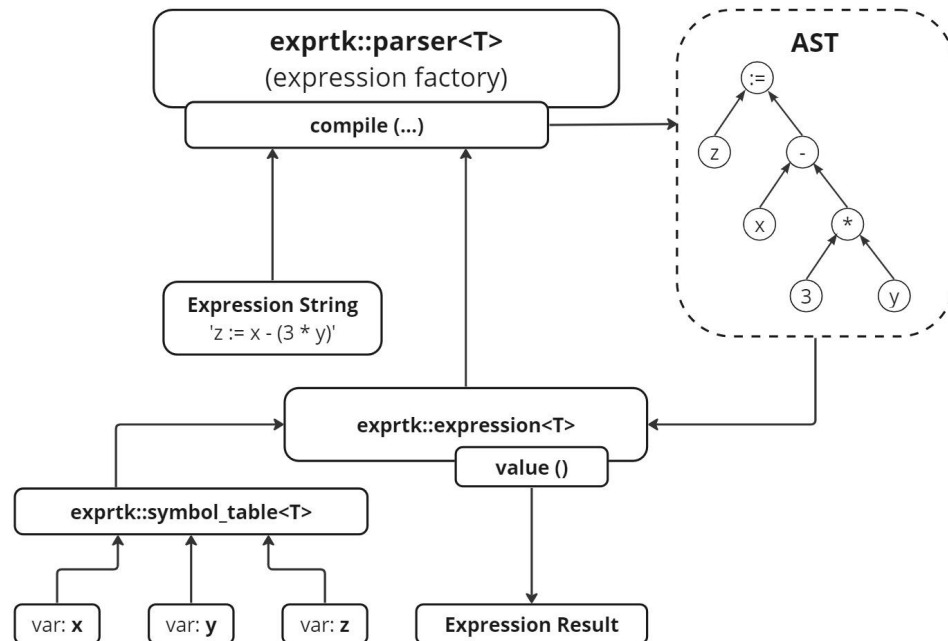 exprtk::parser<T>
(expression factory)
compile (...)
AST
:=
z
-
x
*
3
y
Expression String
'z := x - (3 * y)'
exprtk::expression<T>
value ()
exprtk::symbol_table<T>
var: x
var: y
var: z
Expression Result